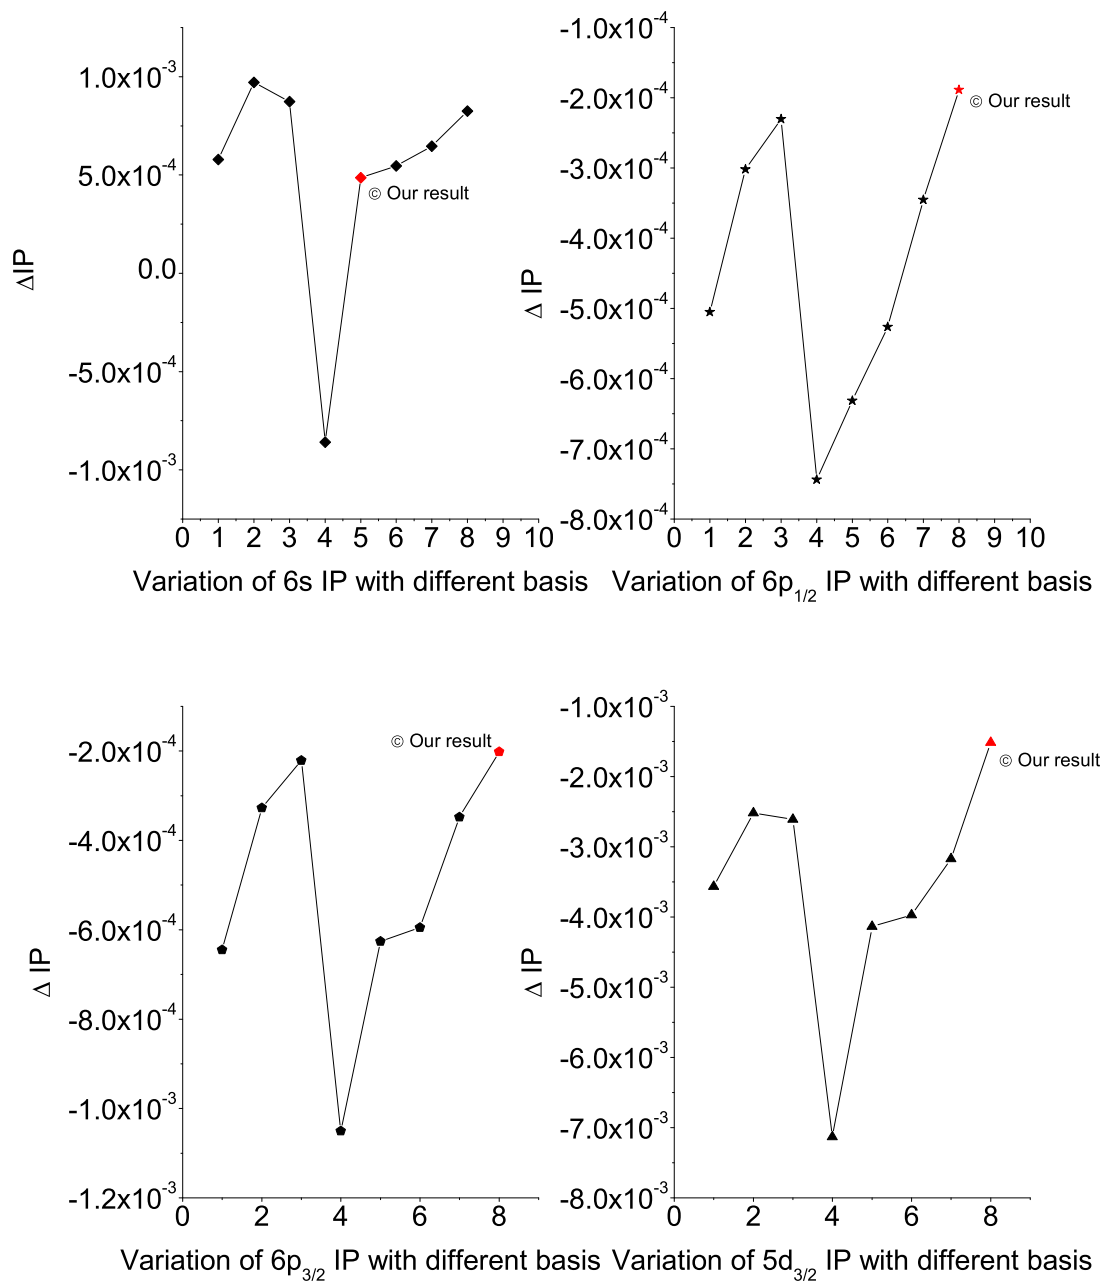 1.0x10⁻³
5.0x10⁻⁴
0.0
-5.0x10⁻⁴
-1.0x10⁻³
ΔIP
© Our result
0 1 2 3 4 5 6 7 8 9 10
Variation of 6s IP with different basis
-1.0x10⁻⁴
-2.0x10⁻⁴
-3.0x10⁻⁴
-4.0x10⁻⁴
-5.0x10⁻⁴
-6.0x10⁻⁴
-7.0x10⁻⁴
-8.0x10⁻⁴
Δ IP
© Our result
0 1 2 3 4 5 6 7 8 9 10
Variation of 6p₁/₂ IP with different basis
-2.0x10⁻⁴
-4.0x10⁻⁴
-6.0x10⁻⁴
-8.0x10⁻⁴
-1.0x10⁻³
-1.2x10⁻³
Δ IP
© Our result
0 2 4 6 8
Variation of 6p₃/₂ IP with different basis
-1.0x10⁻³
-2.0x10⁻³
-3.0x10⁻³
-4.0x10⁻³
-5.0x10⁻³
-6.0x10⁻³
-7.0x10⁻³
-8.0x10⁻³
Δ IP
© Our result
0 2 4 6 8
Variation of 5d₃/₂ IP with different basis